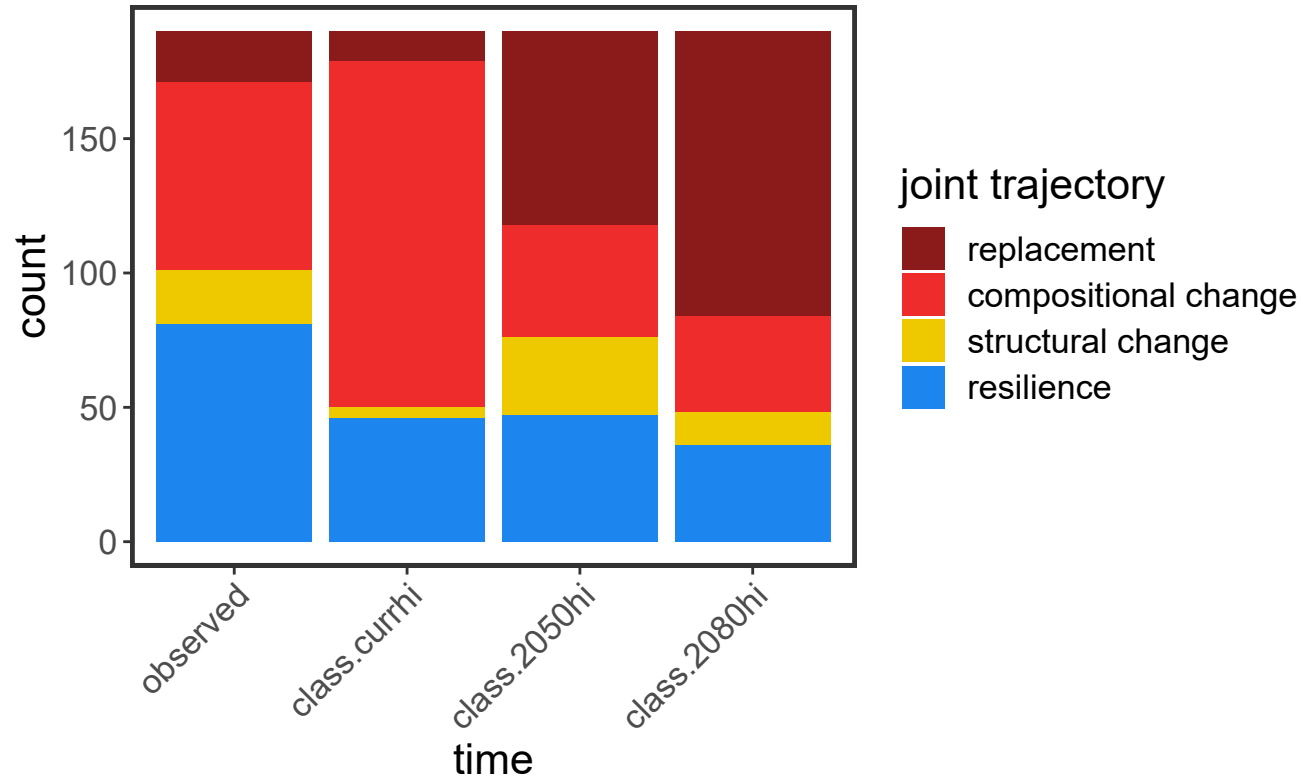 count
150
100
50
0
observed
class.currhi
class.2050hi
class.2080hi
time
joint trajectory
replacement
compositional change
structural change
resilience